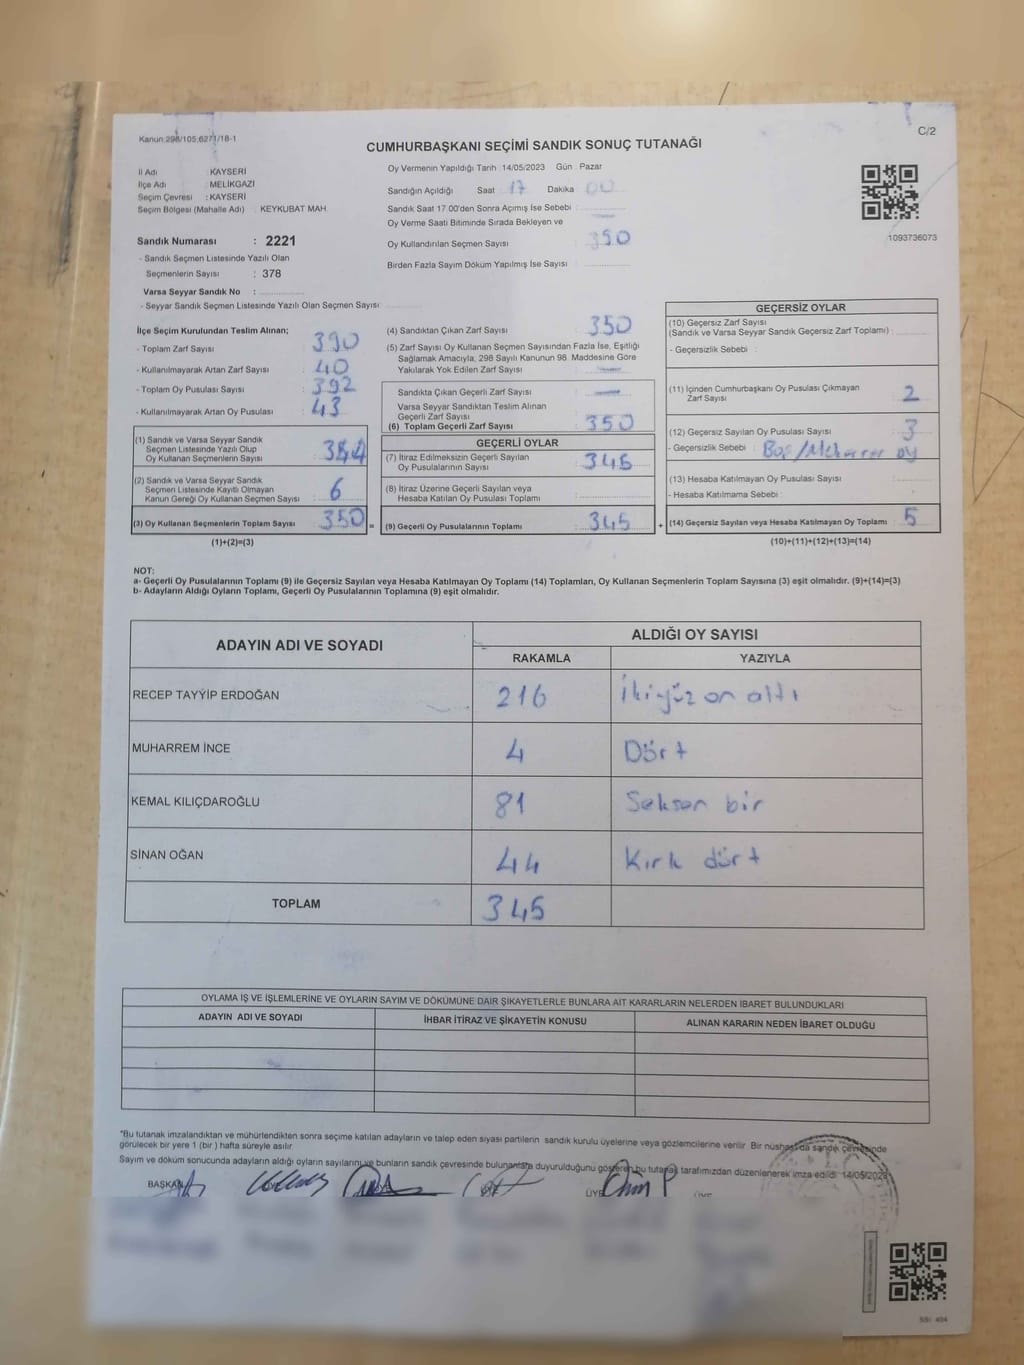 Kanun 298/105,6271/18-1
C/2
CUMHURBAŞKANI SEÇİMİ SANDIK SONUÇ TUTANAĞI
İl Adı : KAYSERİ
İlçe Adı : MELİKGAZİ
Seçim Çevresi : KAYSERİ
Seçim Bölgesi (Mahalle Adı) : KEYKUBAT MAH.
Sandık Numarası : 2221
- Sandık Seçmen Listesinde Yazılı Olan
Seçmenlerin Sayısı : 378
Varsa Seyyar Sandık No :
- Seyyar Sandık Seçmen Listesinde Yazılı Olan Seçmen Sayısı
Oy Vermenin Yapıldığı Tarih : 14/05/2023 Gün : Pazar
Sandığın Açıldığı Saat 17 Dakika 00
Sandık Saat 17.00'den Sonra Açımış İse Sebebi :
Oy Verme Saati Bitiminde Sırada Bekleyen ve
Oy Kullandırılan Seçmen Sayısı : 350
Birden Fazla Sayım Döküm Yapılmış İse Sayısı :
1093736073
İlçe Seçim Kurulundan Teslim Alınan;
- Toplam Zarf Sayısı : 390
- Kullanılmayarak Artan Zarf Sayısı : 40
- Toplam Oy Pusulası Sayısı : 392
- Kullanılmayarak Artan Oy Pusulası : 43
(1) Sandık ve Varsa Seyyar Sandık
Seçmen Listesinde Yazılı Olup
Oy Kullanan Seçmenlerin Sayısı : 344
(2) Sandık ve Varsa Seyyar Sandık
Seçmen Listesinde Kayıtlı Olmayan
Kanun Gereği Oy Kullanan Seçmen Sayısı : 6
(3) Oy Kullanan Seçmenlerin Toplam Sayısı : 350
(1)+(2)=(3)
(4) Sandıktan Çıkan Zarf Sayısı : 350
(5) Zarf Sayısı Oy Kullanan Seçmen Sayısından Fazla İse, Eşitliği
Sağlamak Amacıyla, 298 Sayılı Kanunun 98. Maddesine Göre
Yakılarak Yok Edilen Zarf Sayısı :
Sandıkta Çıkan Geçerli Zarf Sayısı :
Varsa Seyyar Sandıktan Teslim Alınan
Geçerli Zarf Sayısı
(6) Toplam Geçerli Zarf Sayısı : 350
GEÇERLİ OYLAR
(7) İtiraz Edilmeksizin Geçerli Sayılan
Oy Pusulalarının Sayısı : 345
(8) İtiraz Üzerine Geçerli Sayılan veya
Hesaba Katılan Oy Pusulası Toplamı
= (9) Geçerli Oy Pusulalarının Toplamı : 345
GEÇERSİZ OYLAR
(10) Geçersiz Zarf Sayısı
(Sandık ve Varsa Seyyar Sandık Geçersiz Zarf Toplamı) :
- Geçersizlik Sebebi :
(11) İçinden Cumhurbaşkanı Oy Pusulası Çıkmayan
Zarf Sayısı : 2
(12) Geçersiz Sayılan Oy Pusulası Sayısı : 3
- Geçersizlik Sebebi : Boş/ oy
(13) Hesaba Katılmayan Oy Pusulası Sayısı :
- Hesaba Katılmama Sebebi :
+ (14) Geçersiz Sayılan veya Hesaba Katılmayan Oy Toplamı : 5
(10)+(11)+(12)+(13)=(14)
NOT:
a- Geçerli Oy Pusulalarının Toplamı (9) ile Geçersiz Sayılan veya Hesaba Katılmayan Oy Toplamı (14) Toplamları, Oy Kullanan Seçmenlerin Toplam Sayısına (3) eşit olmalıdır. (9)+(14)=(3)
b- Adayların Aldığı Oyların Toplamı, Geçerli Oy Pusulalarının Toplamına (9) eşit olmalıdır.
ADAYIN ADI VE SOYADI
ALDIĞI OY SAYISI
RAKAMLA YAZIYLA
RECEP TAYYİP ERDOĞAN 216 İkiyüz on altı
MUHARREM İNCE 4 Dört
KEMAL KILIÇDAROĞLU 81 Seksen bir
SİNAN OĞAN 44 Kırk dört
TOPLAM 345
OYLAMA İŞ VE İŞLEMLERİNE VE OYLARIN SAYIM VE DÖKÜMÜNE DAİR ŞİKAYETLERLE BUNLARA AİT KARARLARIN NELERDEN İBARET BULUNDUKLARI
ADAYIN ADI VE SOYADI İHBAR İTİRAZ VE ŞİKAYETİN KONUSU ALINAN KARARIN NEDEN İBARET OLDUĞU
*Bu tutanak imzalandıktan ve mühürlendikten sonra seçime katılan adayların ve talep eden siyasi partilerin sandık kurulu üyelerine veya gözlemcilerine verilir. Bir nüshası da sandık çevresinde
görülecek bir yere 1 (bir) hafta süreyle asılır.
Sayım ve döküm sonucunda adayların aldığı oyların sayılarını ve bunların sandık çevresinde bulunanlara duyurulduğunu gösteren bu tutanak tarafımızdan düzenlenerek imza edildi. 14/05/2023
BAŞKAN ÜYE ÜYE ÜYE ÜYE
SSI: 494